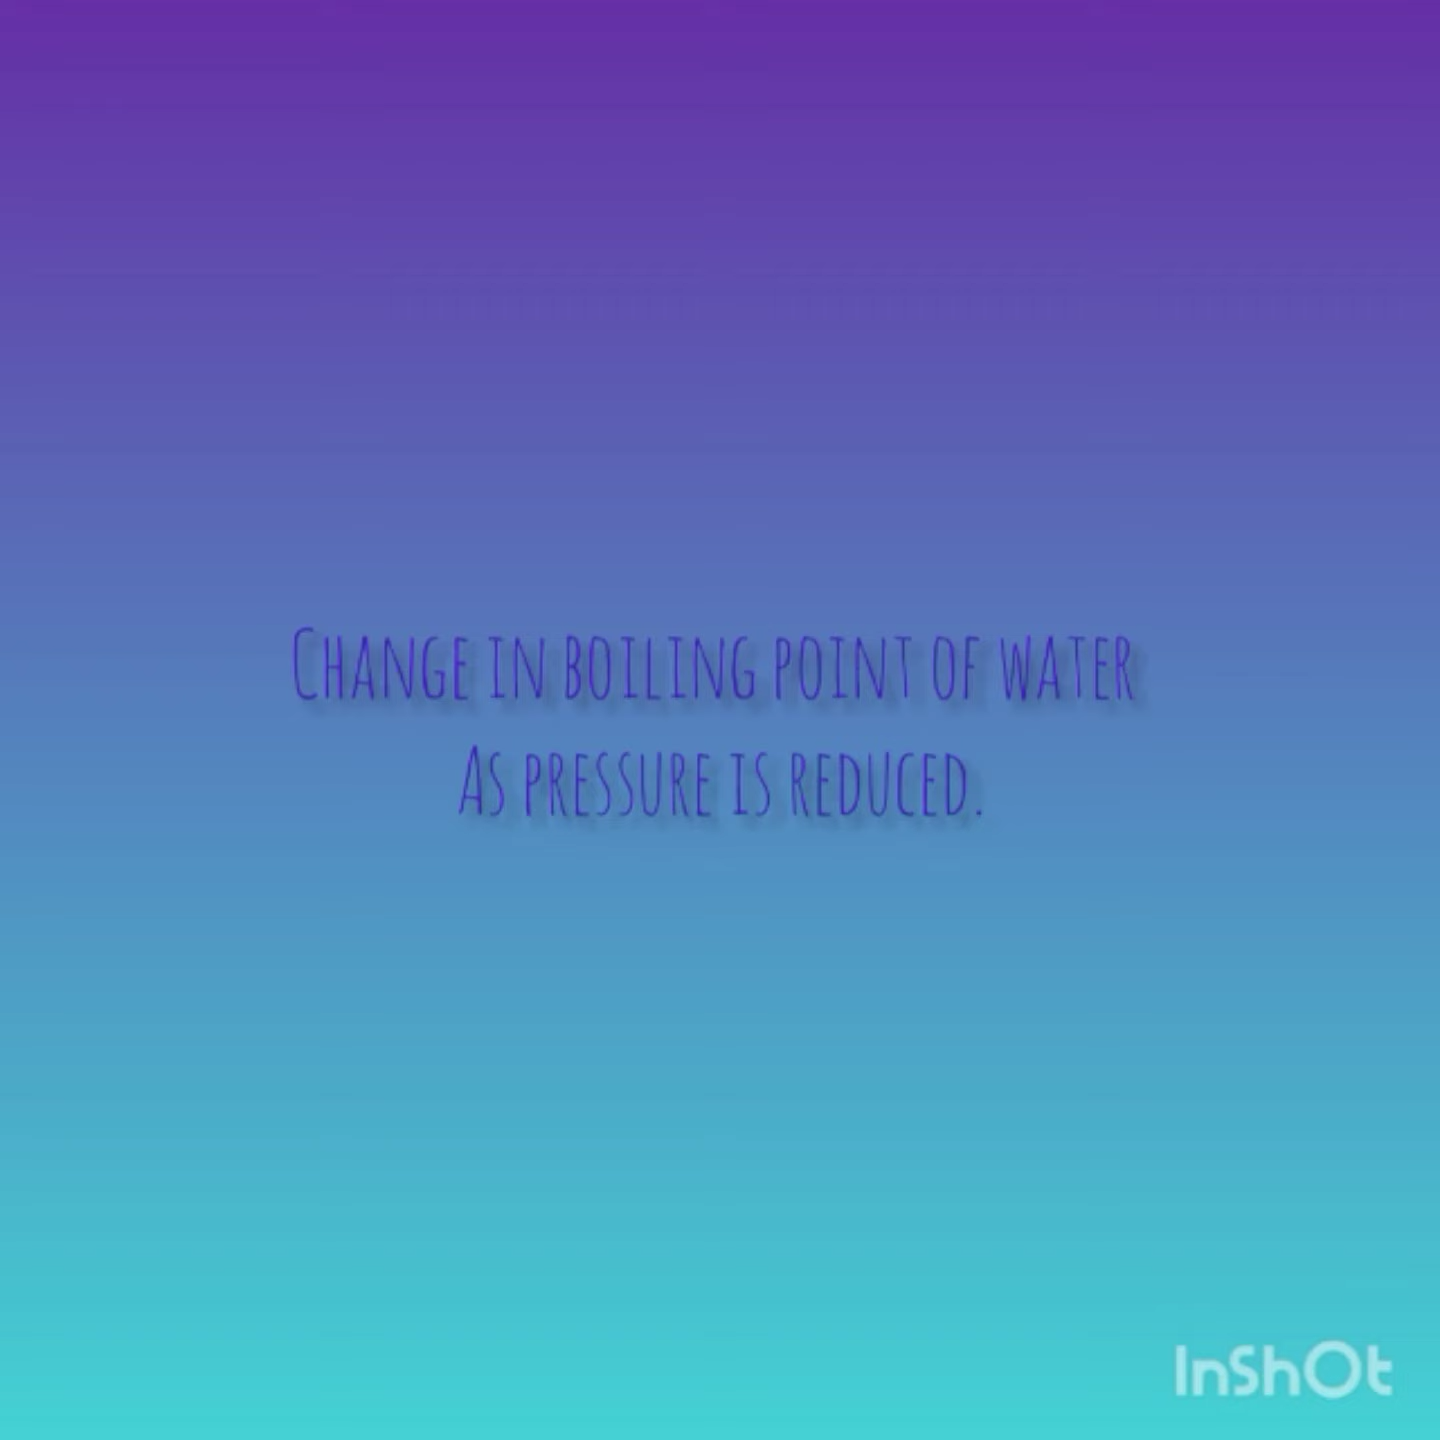 Change in boiling point of water
As pressure is reduced.
InShOt